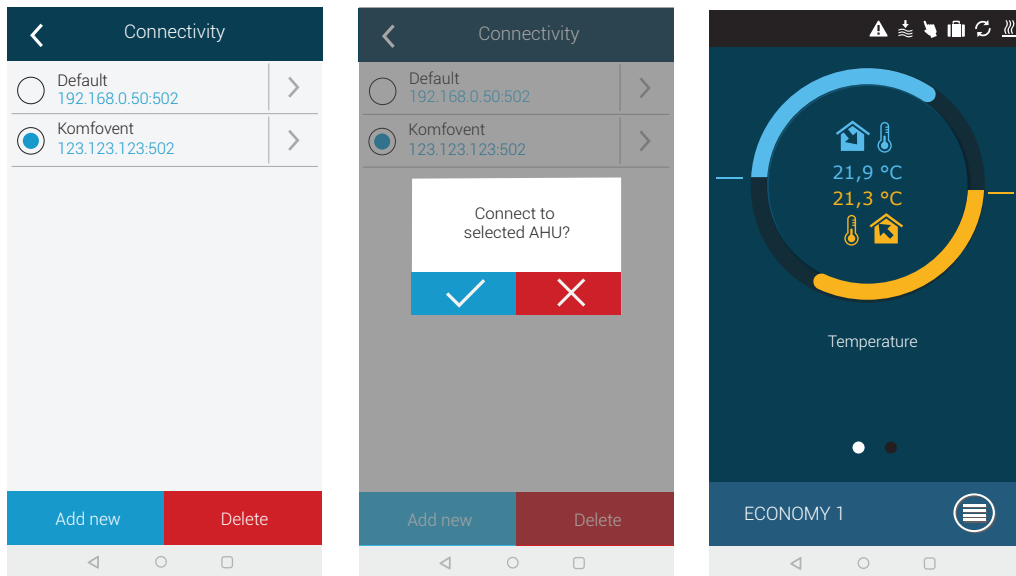 Connectivity
Default
192.168.0.50:502
Komfovent
123.123.123:502
Add new
Delete
Connectivity
Default
192.168.0.50:502
Komfovent
123.123.123:502
Connect to
selected AHU?
Add new
Delete
21,9 °C
21,3 °C
Temperature
ECONOMY 1